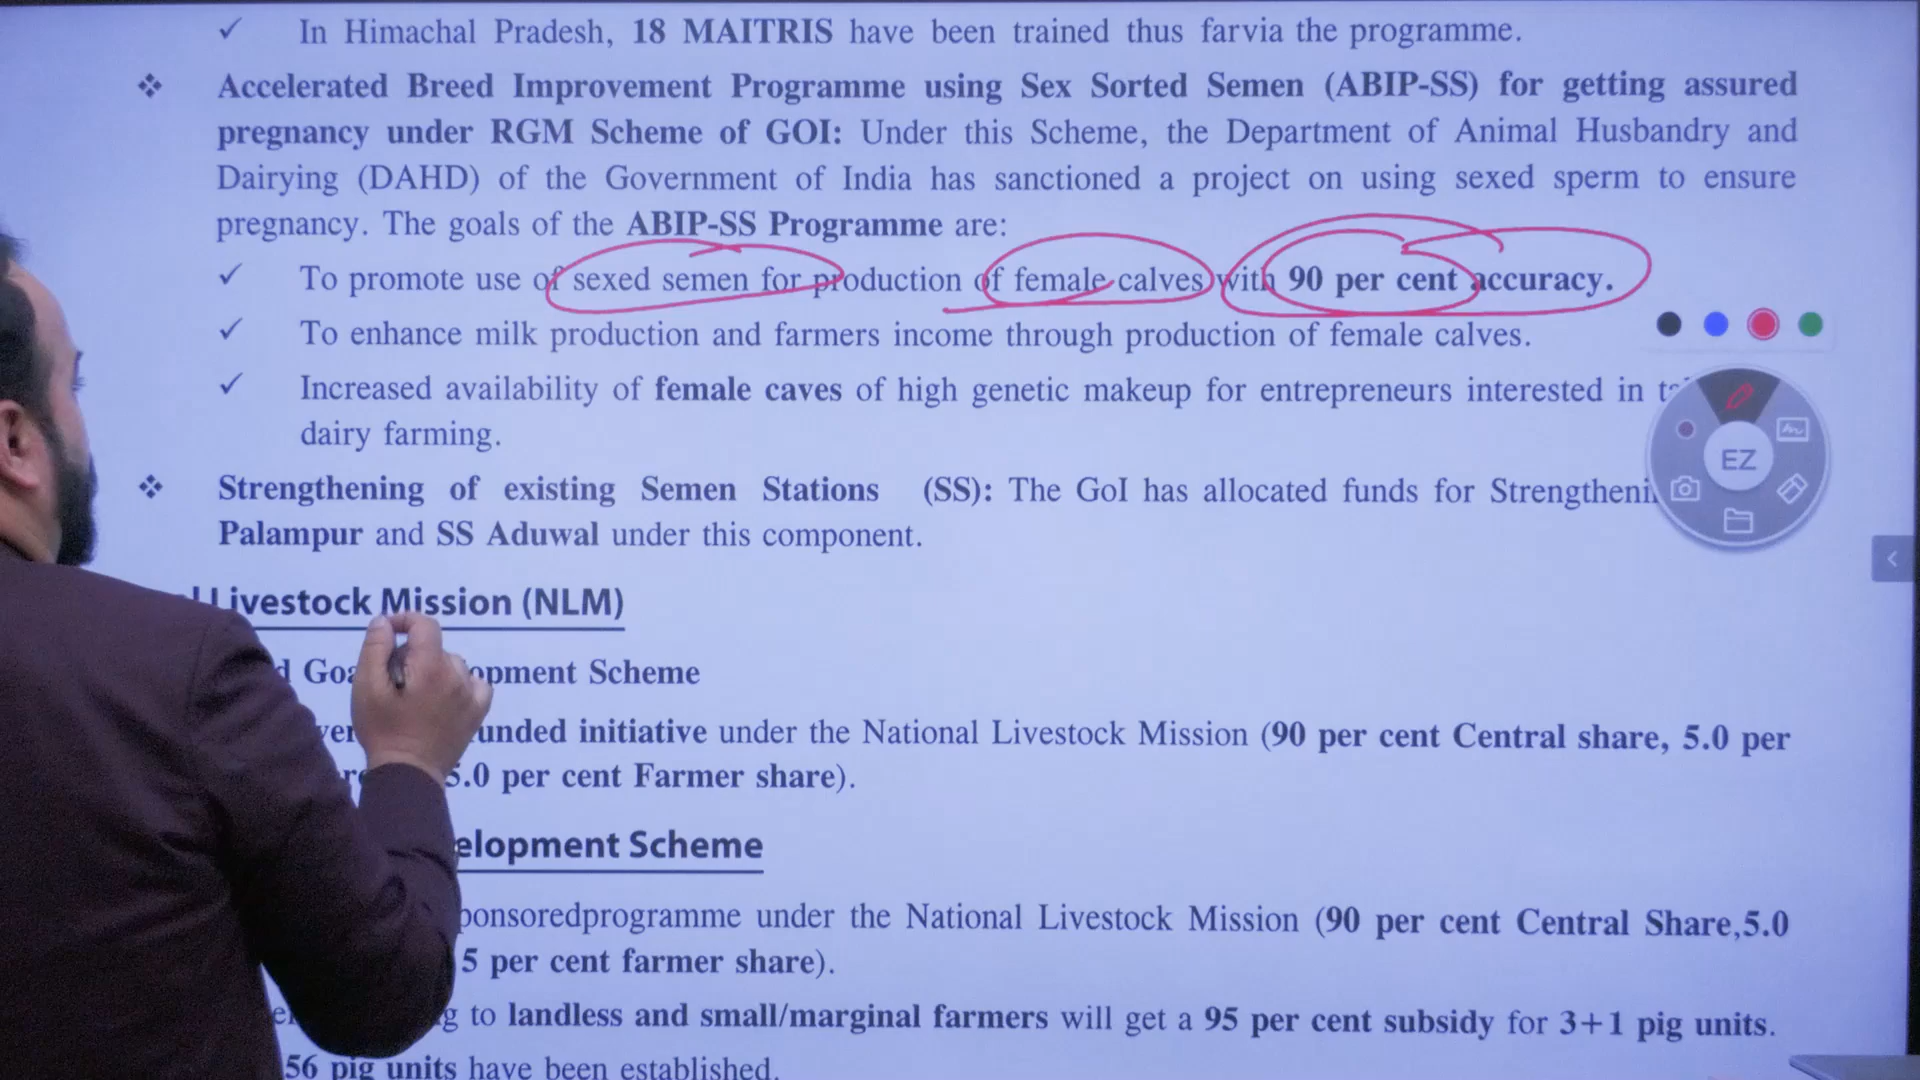 ✓ In Himachal Pradesh, 18 MAITRIS have been trained thus farvia the programme.
❖ Accelerated Breed Improvement Programme using Sex Sorted Semen (ABIP-SS) for getting assured
pregnancy under RGM Scheme of GOI: Under this Scheme, the Department of Animal Husbandry and
Dairying (DAHD) of the Government of India has sanctioned a project on using sexed sperm to ensure
pregnancy. The goals of the ABIP-SS Programme are:
✓ To promote use of sexed semen for production of female calves with 90 per cent accuracy.
✓ To enhance milk production and farmers income through production of female calves.
✓ Increased availability of female caves of high genetic makeup for entrepreneurs interested in
dairy farming.
EZ
❖ Strengthening of existing Semen Stations (SS): The GoI has allocated funds for
Palampur and SS Aduwal under this component.
Livestock Mission (NLM)
Scheme
initiative under the National Livestock Mission (90 per cent Central share, 5.0 per
5.0 per cent Farmer share).
Scheme
under the National Livestock Mission (90 per cent Central Share,5.0
5 per cent farmer share).
to landless and small/marginal farmers will get a 95 per cent subsidy for 3+1 pig units.
56 pig units have been established.